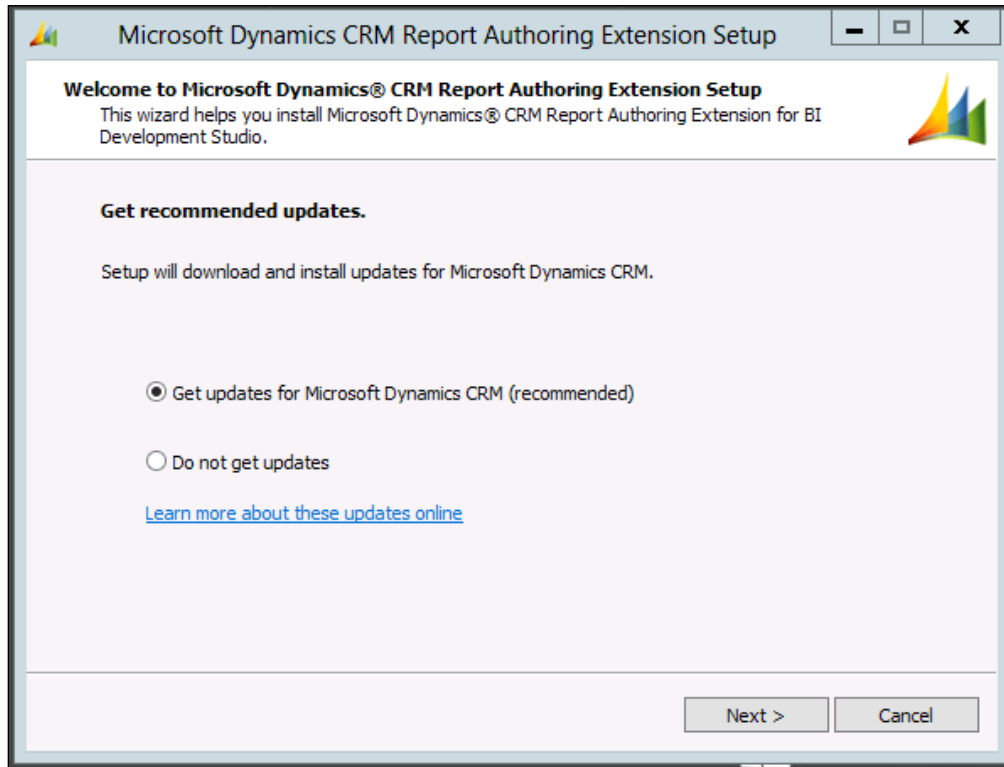 Microsoft Dynamics CRM Report Authoring Extension Setup
Welcome to Microsoft Dynamics® CRM Report Authoring Extension Setup
This wizard helps you install Microsoft Dynamics® CRM Report Authoring Extension for BI
Development Studio.
Get recommended updates.
Setup will download and install updates for Microsoft Dynamics CRM.
Get updates for Microsoft Dynamics CRM (recommended)
Do not get updates
Learn more about these updates online
Next >
Cancel